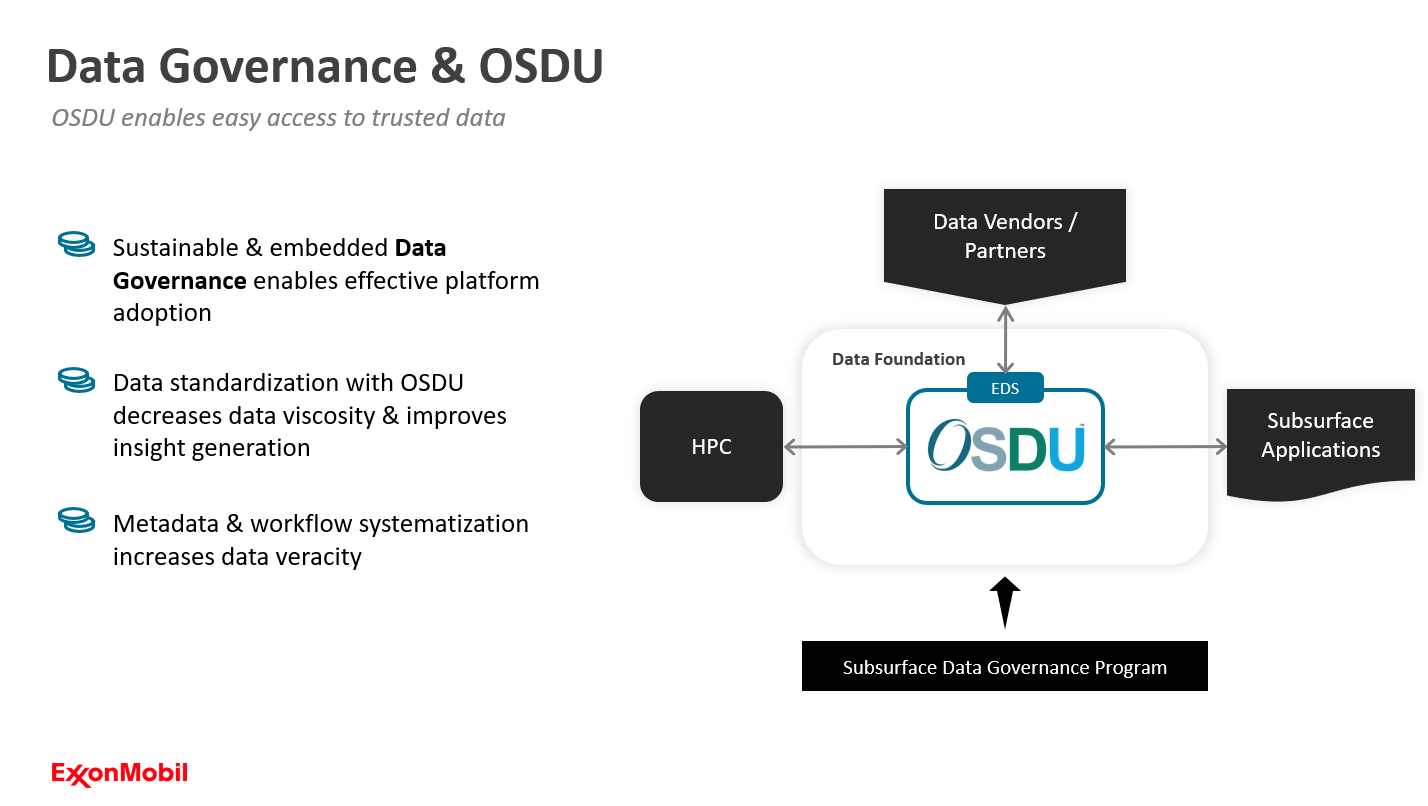 Data Governance & OSDU
OSDU enables easy access to trusted data
Sustainable & embedded Data
Governance enables effective platform
adoption
Data standardization with OSDU
decreases data viscosity & improves
insight generation
Metadata & workflow systematization
increases data veracity
Data Vendors /
Partners
Data Foundation
EDS
HPC
OSDU™
Subsurface
Applications
Subsurface Data Governance Program
ExxonMobil